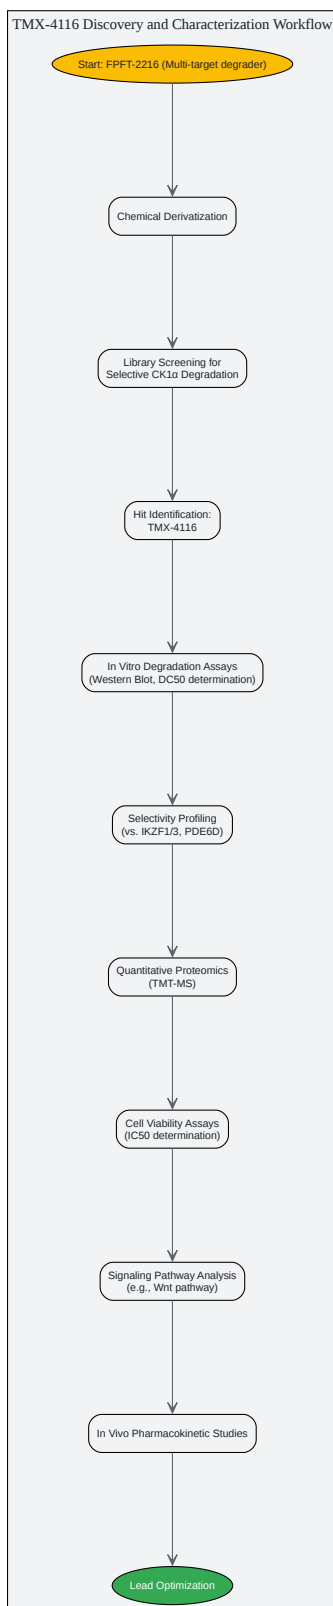 TMX-4116 Discovery and Characterization Workflow
Start: FPFT-2216 (Multi-target degrader)
Chemical Derivatization
Library Screening for
Selective CK1α Degradation
Hit Identification:
TMX-4116
In Vitro Degradation Assays
(Western Blot, DC50 determination)
Selectivity Profiling
(vs. IKZF1/3, PDE6D)
Quantitative Proteomics
(TMT-MS)
Cell Viability Assays
(IC50 determination)
Signaling Pathway Analysis
(e.g., Wnt pathway)
In Vivo Pharmacokinetic Studies
Lead Optimization